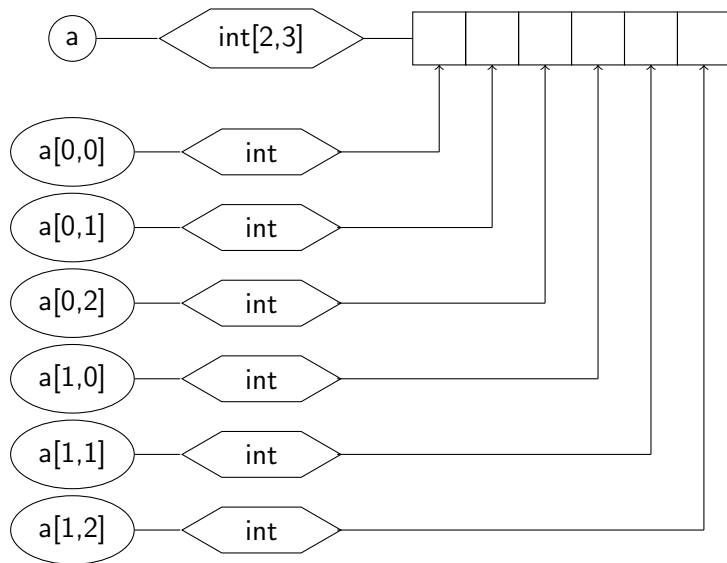 a int[2,3]
a[0,0] int
a[0,1] int
a[0,2] int
a[1,0] int
a[1,1] int
a[1,2] int